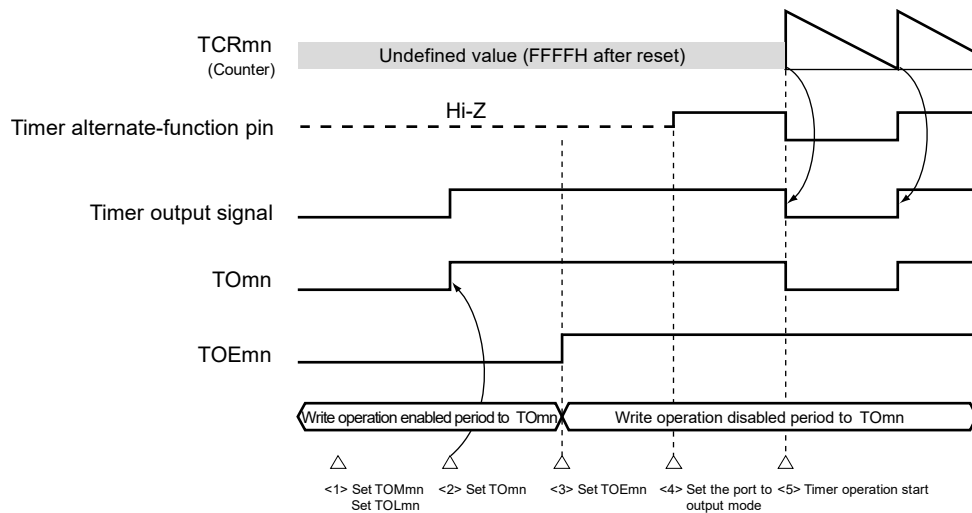 TCRmn
(Counter)
Undefined value (FFFFH after reset)
Hi-Z
Timer alternate-function pin
Timer output signal
TOmn
TOEmn
Write operation enabled period to TOmn
Write operation disabled period to TOmn
<1> Set TOMmn
Set TOLmn
<2> Set TOmn
<3> Set TOEmn
<4> Set the port to
output mode
<5> Timer operation start